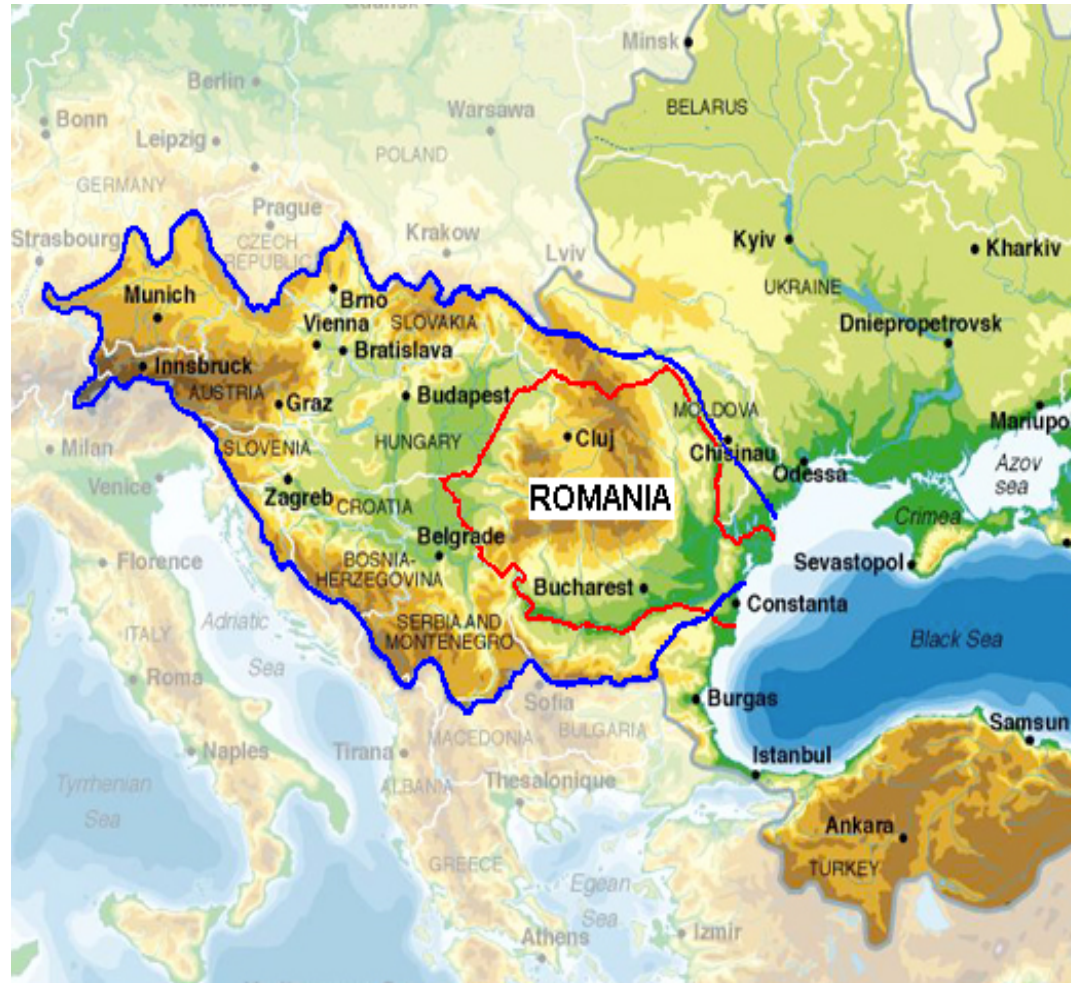 Minsk
BELARUS
Berlin
Warsawa
Bonn
Leipzig
POLAND
GERMANY
Prague
Strasbourg
CZECH
REPUBLIC
Krakow
Lviv
Kyiv
Kharkiv
UKRAINE
Munich
Brno
Vienna
SLOVAKIA
Dniepropetrovsk
Bratislava
Innsbruck
AUSTRIA
Graz
Budapest
MOLDOVA
Mariupo
Milan
SLOVENIA
HUNGARY
Cluj
Chisinau
Odessa
Azov
sea
Venice
Zagreb
CROATIA
ROMANIA
Crimea
Belgrade
Florence
BOSNIA-
HERZEGOVINA
Bucharest
Sevastopol
Constanta
ITALY
Adriatic
Sea
SERBIA AND
MONTENEGRO
Black Sea
Roma
Sofia
Burgas
BULGARIA
Samsun
Naples
Tirana
MACEDONIA
Istanbul
Tyrrhenian
Sea
ALBANIA
Thesalonique
Ankara
TURKEY
GREECE
Egean
Sea
Athens
Izmir